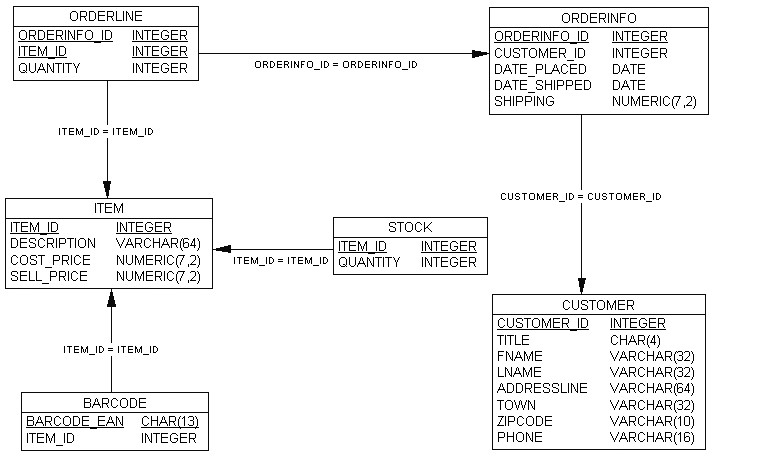 ORDERLINE
ORDERINFO_ID INTEGER
ITEM_ID INTEGER
QUANTITY INTEGER
ORDERINFO_ID = ORDERINFO_ID
ORDERINFO
ORDERINFO_ID INTEGER
CUSTOMER_ID INTEGER
DATE_PLACED DATE
DATE_SHIPPED DATE
SHIPPING NUMERIC(7,2)
ITEM_ID = ITEM_ID
CUSTOMER_ID = CUSTOMER_ID
ITEM
ITEM_ID INTEGER
DESCRIPTION VARCHAR(64)
COST_PRICE NUMERIC(7,2)
SELL_PRICE NUMERIC(7,2)
ITEM_ID = ITEM_ID
STOCK
ITEM_ID INTEGER
QUANTITY INTEGER
ITEM_ID = ITEM_ID
BARCODE
BARCODE_EAN CHAR(13)
ITEM_ID INTEGER
CUSTOMER
CUSTOMER_ID INTEGER
TITLE CHAR(4)
FNAME VARCHAR(32)
LNAME VARCHAR(32)
ADDRESSLINE VARCHAR(64)
TOWN VARCHAR(32)
ZIPCODE VARCHAR(10)
PHONE VARCHAR(16)